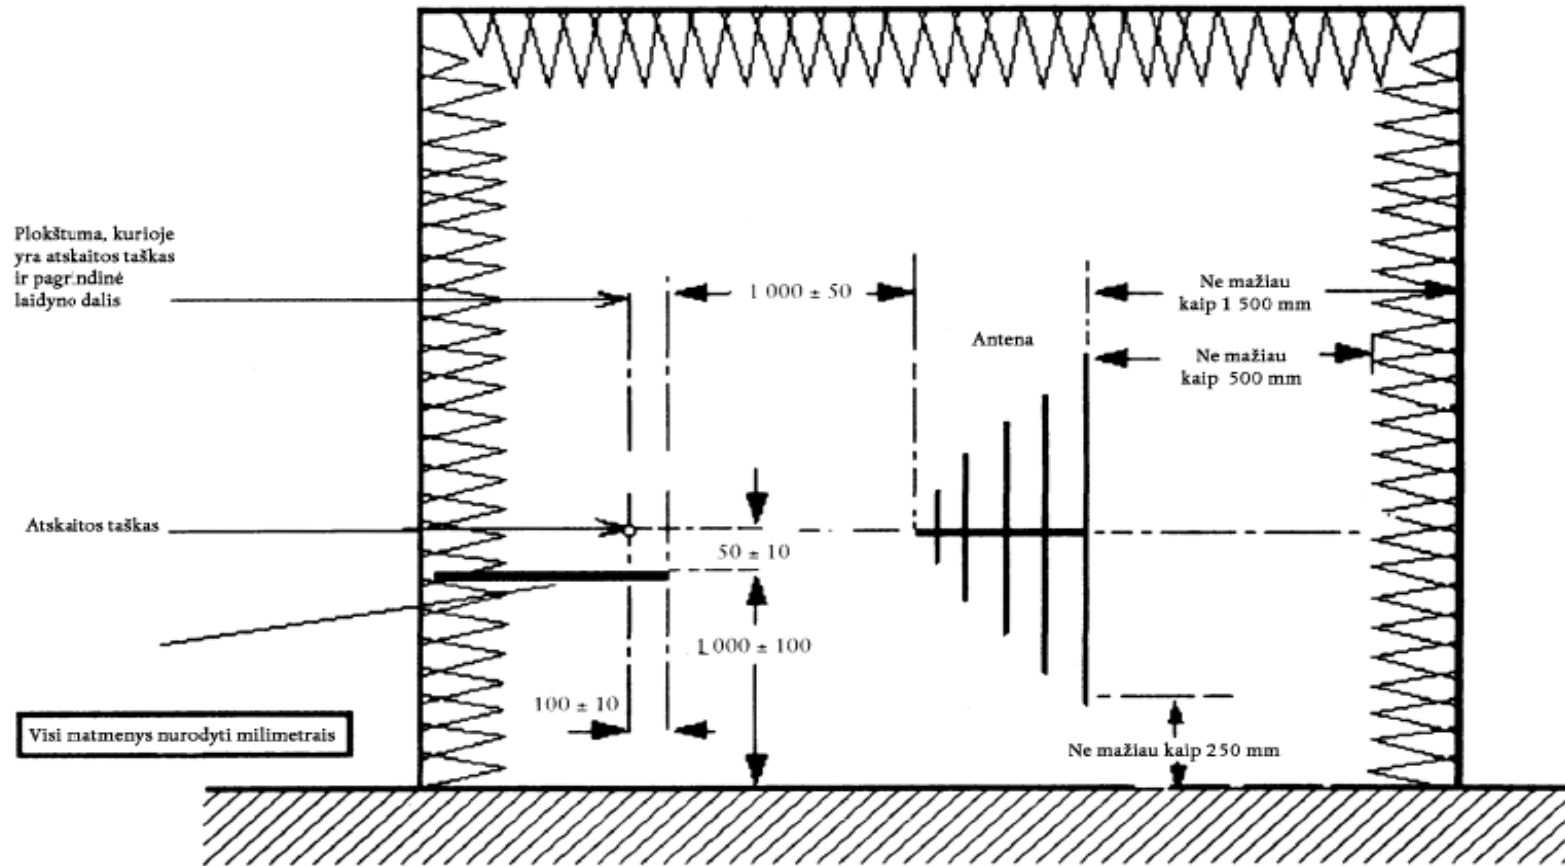 Plokštuma, kurioje
yra atskaitos taškas
ir pagrindinė
laidyno dalis
1 000 ± 50
Ne mažiau
kaip 1 500 mm
Antena
Ne mažiau
kaip 500 mm
Atskaitos taškas
50 ± 10
1 000 ± 100
100 ± 10
Visi matmenys nurodyti milimetrais
Ne mažiau kaip 250 mm